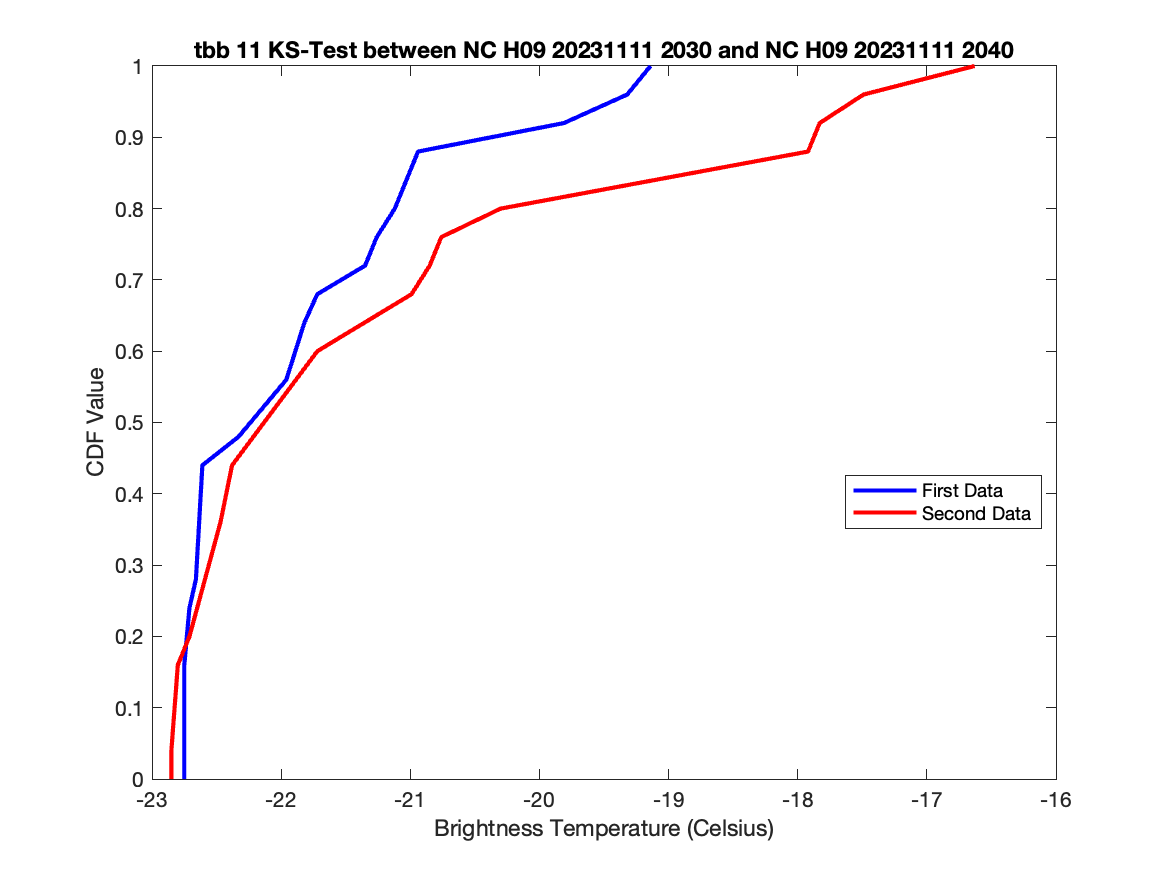 tbb 11 KS-Test between NC H09 20231111 2030 and NC H09 20231111 2040
1
0.9
0.8
0.7
0.6
0.5
0.4
0.3
0.2
0.1
0
CDF Value
First Data
Second Data
-23 -22 -21 -20 -19 -18 -17 -16
Brightness Temperature (Celsius)